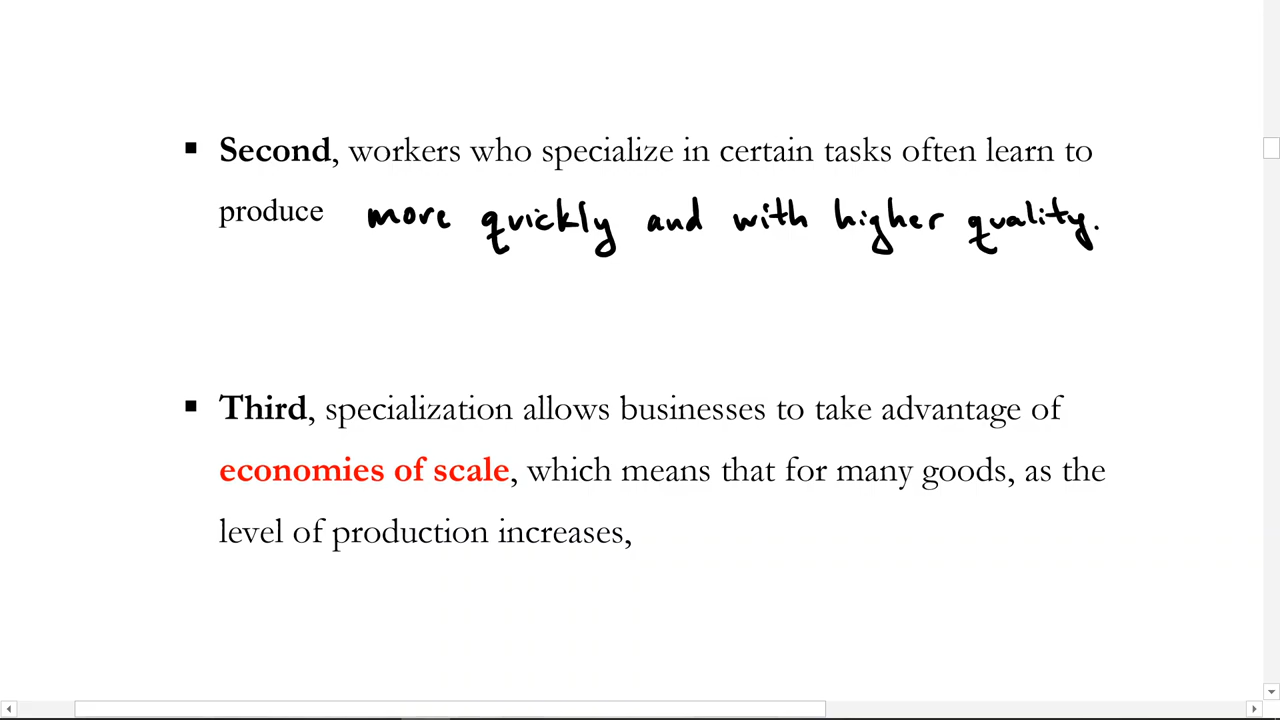 ▪ Second, workers who specialize in certain tasks often learn to
produce more quickly and with higher quality.
▪ Third, specialization allows businesses to take advantage of
economies of scale, which means that for many goods, as the
level of production increases,